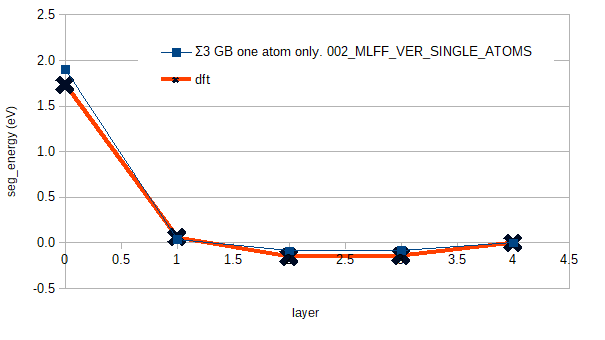 2.5
2.0
1.5
1.0
0.5
0.0
-0.5
seg_energy (eV)
Σ3 GB one atom only. 002_MLFF_VER_SINGLE_ATOMS
dft
0 0.5 1 1.5 2 2.5 3 3.5 4 4.5
layer